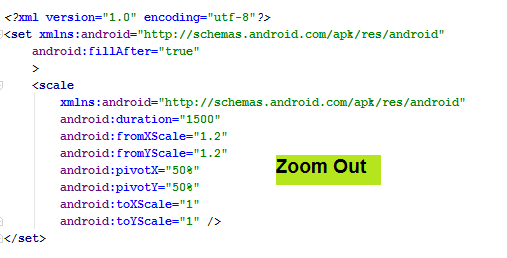 <?xml version="1.0" encoding="utf-8"?>
<set xmlns:android="http://schemas.android.com/apk/res/android"
    android:fillAfter="true"
    >
    <scale
        xmlns:android="http://schemas.android.com/apk/res/android"
        android:duration="1500"
        android:fromXScale="1.2"
        android:fromYScale="1.2"
        android:pivotX="50%"
        android:pivotY="50%"
        android:toXScale="1"
        android:toYScale="1" />
</set>
Zoom Out